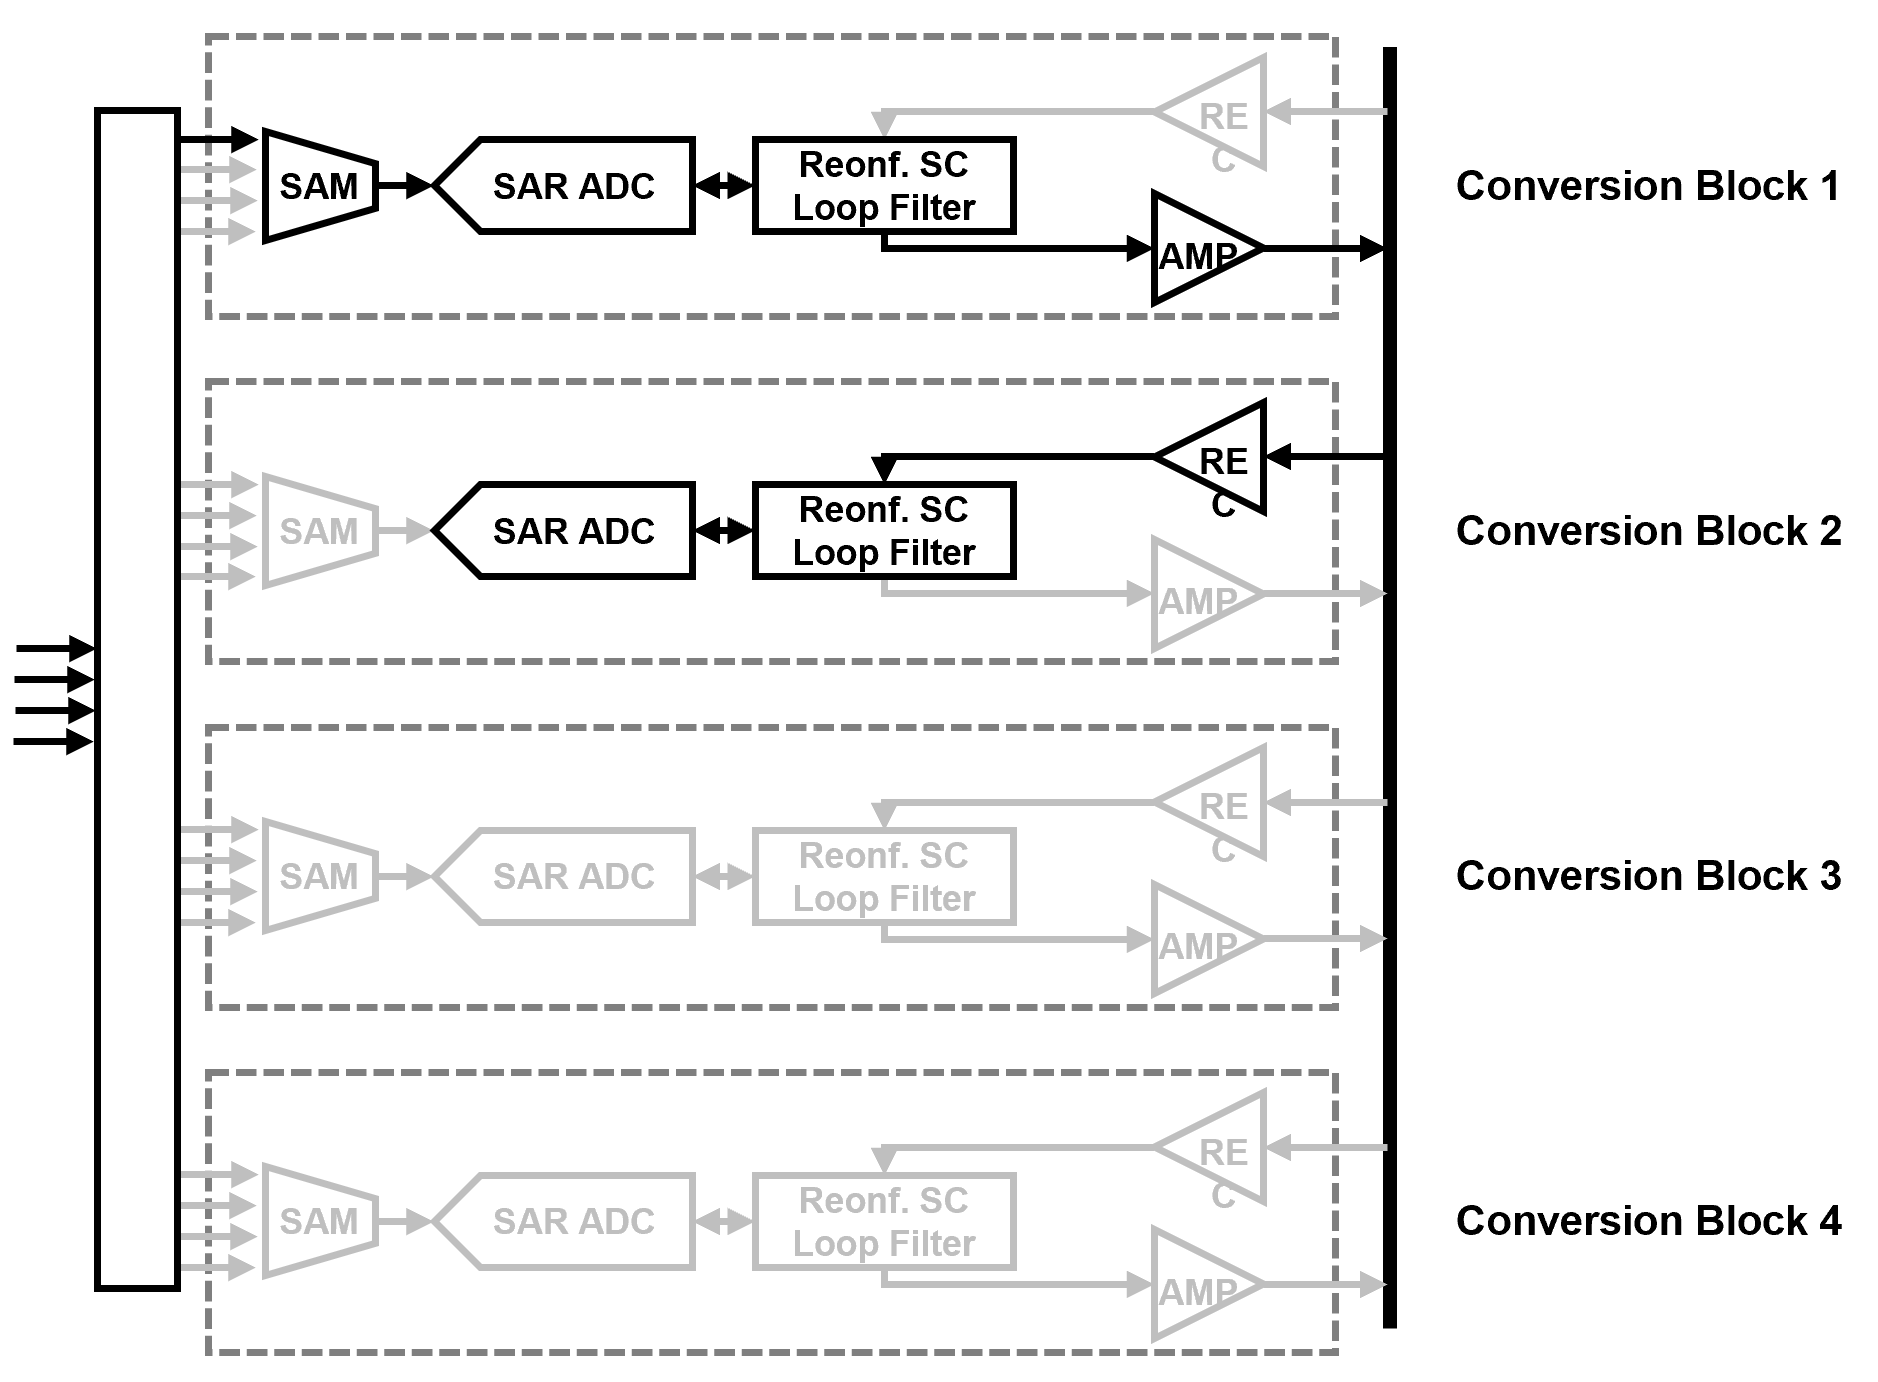 RE
C
SAM
SAR ADC
Reonf. SC
Loop Filter
AMP
Conversion Block 1
RE
C
SAM
SAR ADC
Reonf. SC
Loop Filter
AMP
Conversion Block 2
RE
C
SAM
SAR ADC
Reonf. SC
Loop Filter
AMP
Conversion Block 3
RE
C
SAM
SAR ADC
Reonf. SC
Loop Filter
AMP
Conversion Block 4